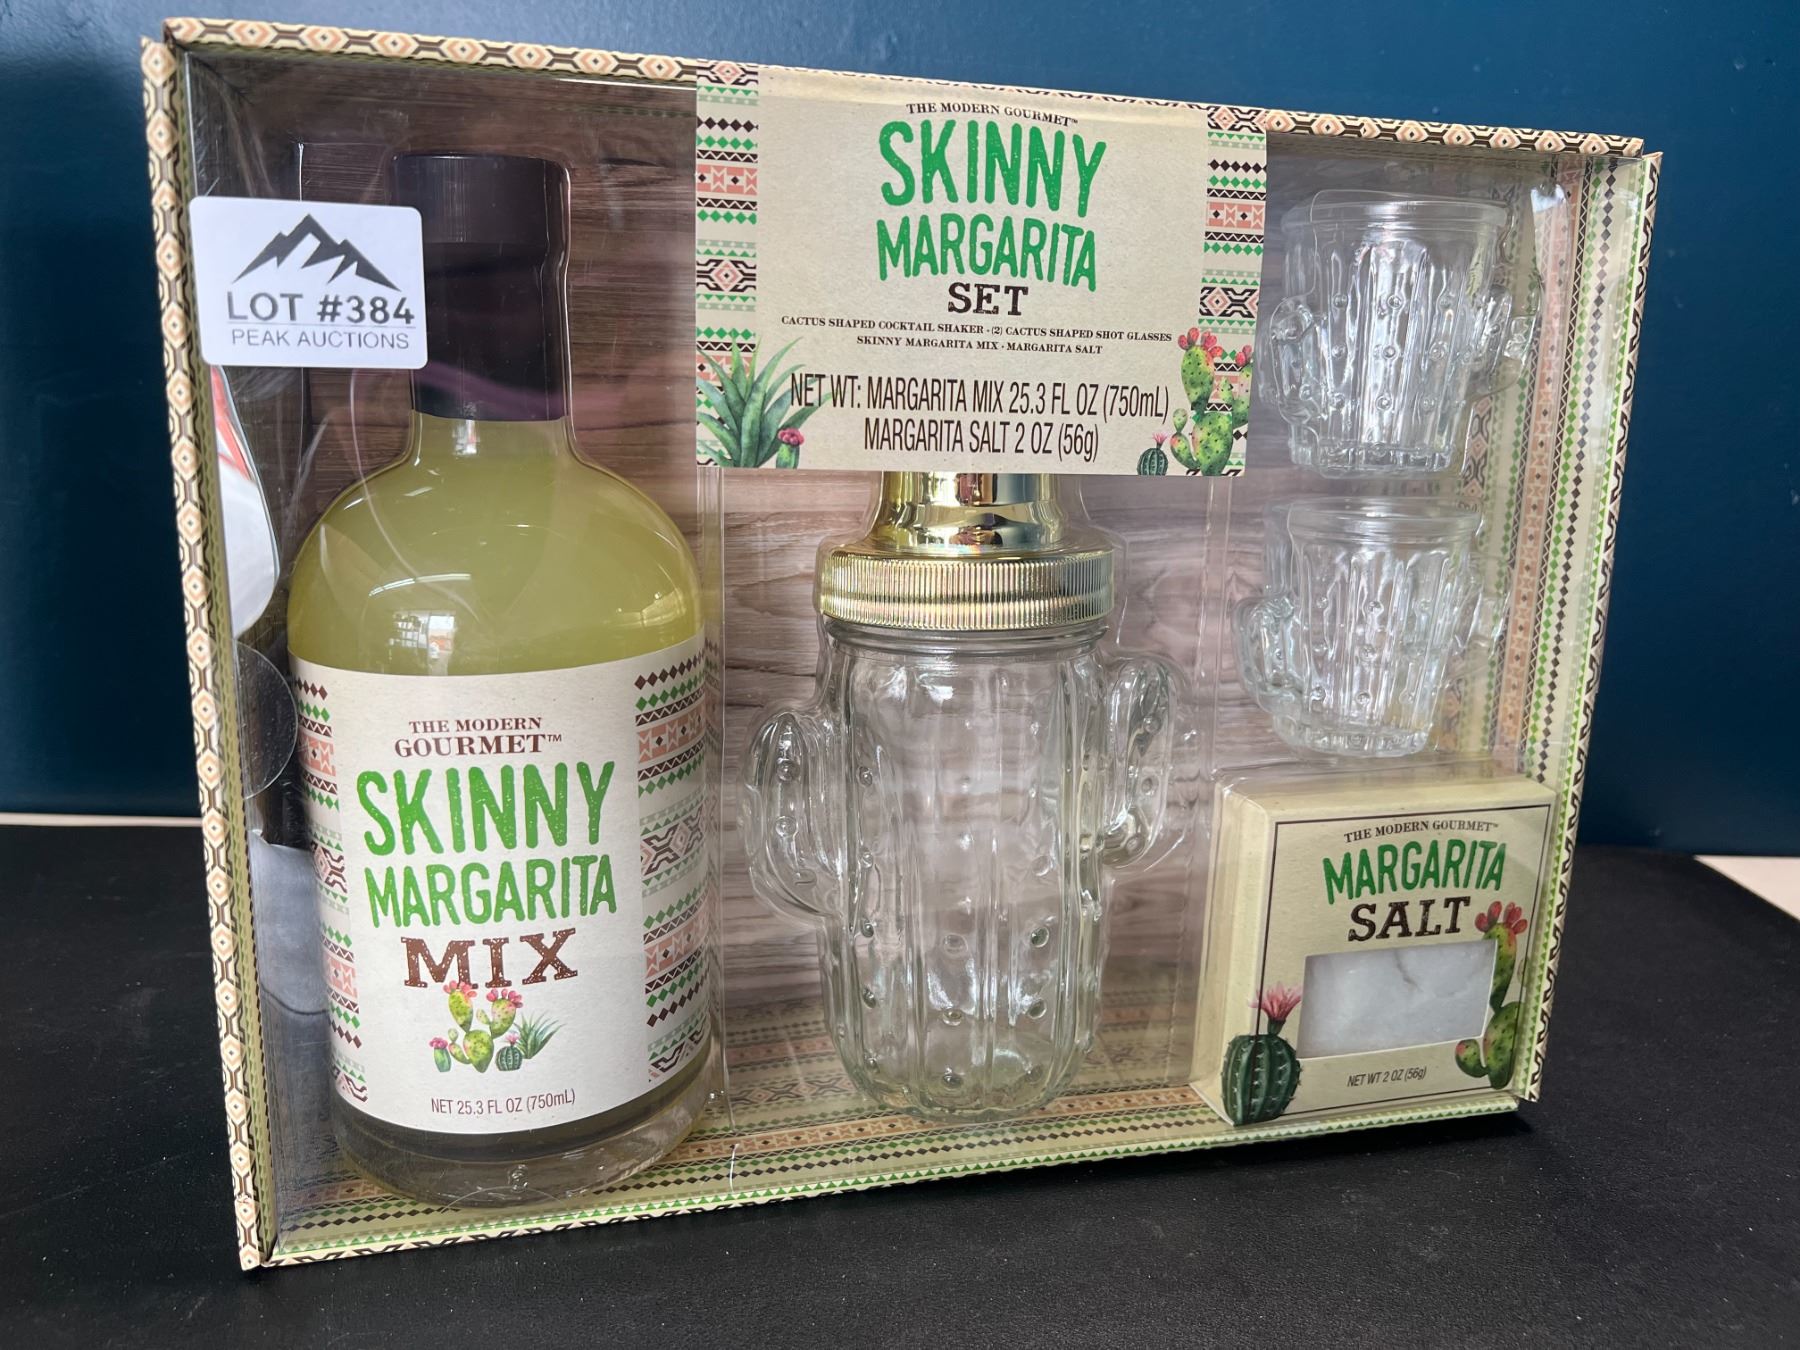 LOT #384
PEAK AUCTIONS
THE MODERN GOURMET™
SKINNY
MARGARITA
SET
CACTUS SHAPED COCKTAIL SHAKER • (2) CACTUS SHAPED SHOT GLASSES
SKINNY MARGARITA MIX • MARGARITA SALT
NET WT: MARGARITA MIX 25.3 FL OZ (750mL)
MARGARITA SALT 2 OZ (56g)
THE MODERN
GOURMET™
SKINNY
MARGARITA
MIX
NET 25.3 FL OZ (750mL)
THE MODERN GOURMET™
MARGARITA
SALT
NET WT 2 OZ (56g)